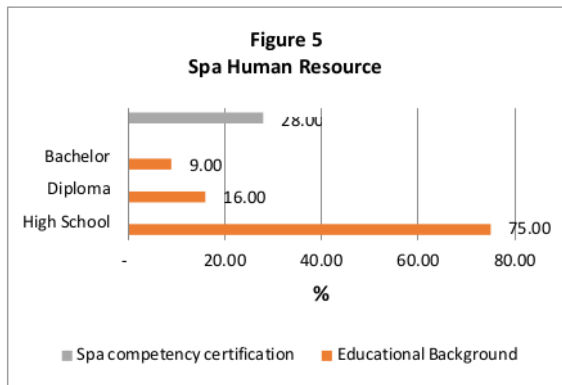 Figure 5
Spa Human Resource
28.00
Bachelor
9.00
Diploma
16.00
High School
75.00
- 20.00 40.00 60.00 80.00
%
Spa competency certification Educational Background